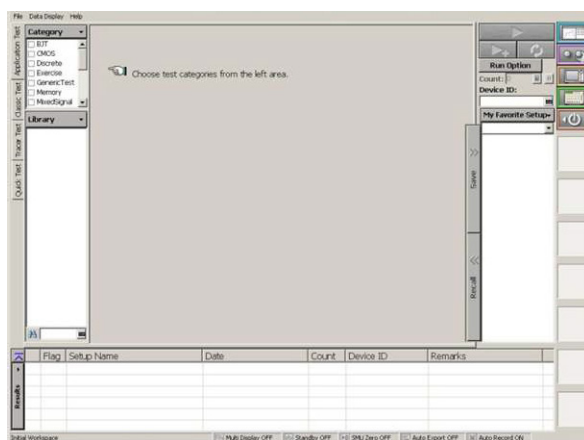 File Data Display Help
Application Test
Classic Test
Tracer Test
Quick Test
Category
BJT
CMOS
Discrete
Exercise
GenericTest
Memory
MixedSignal
Library
Choose test categories from the left area.
Save
Recall
Run Option
Count:
Device ID:
My Favorite Setup
Results
Flag Setup Name Date Count Device ID Remarks
Initial Workspace Multi Display OFF Standby OFF SMU Zero OFF Auto Export OFF Auto Record ON